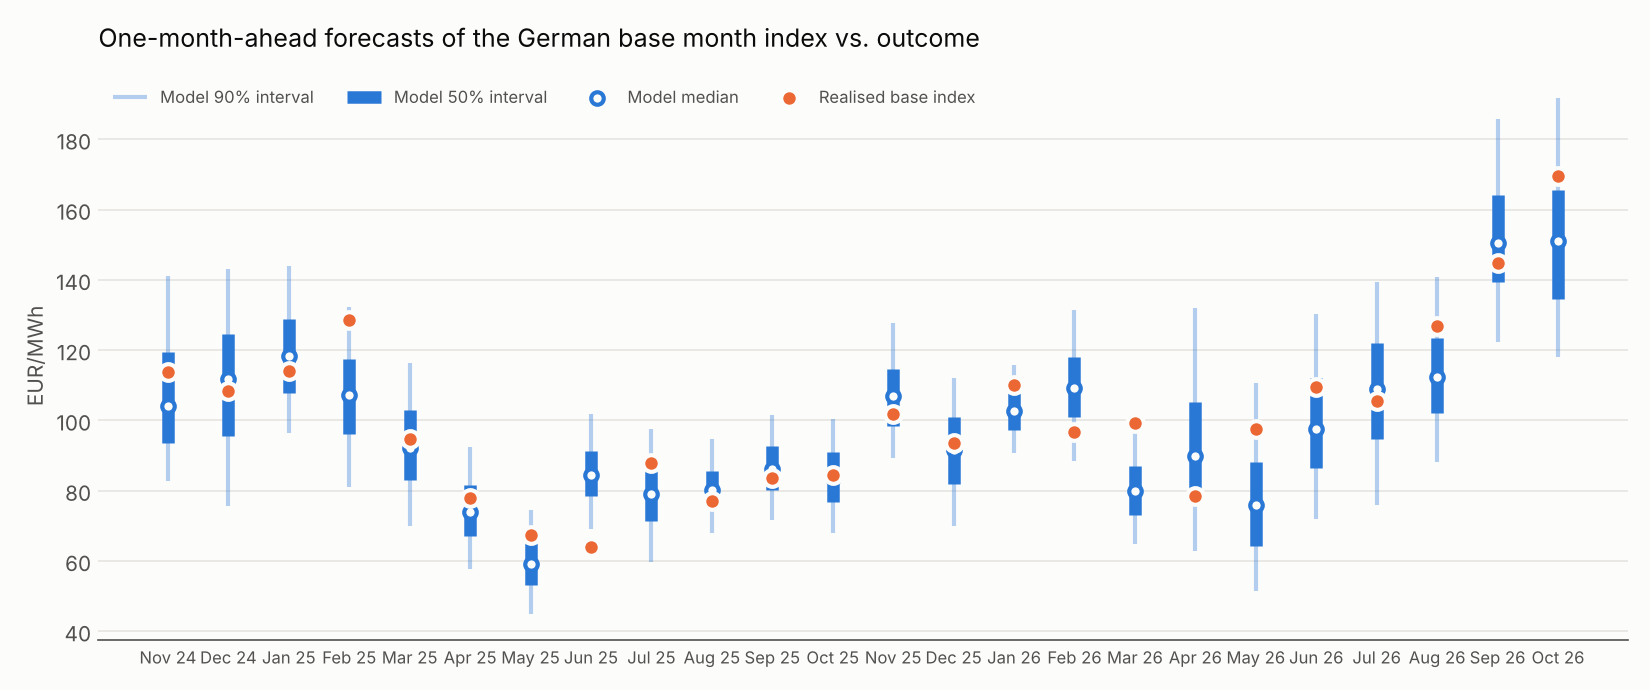 One-month-ahead forecasts of the German base month index vs. outcome
Model 90% interval Model 50% interval Model median Realised base index
EUR/MWh
180
160
140
120
100
80
60
40
Nov 24 Dec 24 Jan 25 Feb 25 Mar 25 Apr 25 May 25 Jun 25 Jul 25 Aug 25 Sep 25 Oct 25 Nov 25 Dec 25 Jan 26 Feb 26 Mar 26 Apr 26 May 26 Jun 26 Jul 26 Aug 26 Sep 26 Oct 26